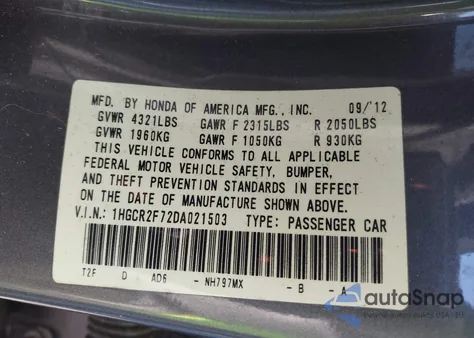 MFD. BY HONDA OF AMERICA MFG., INC. 09/'12
GVWR 4321LBS GAWR F 2315LBS R 2050LBS
GVWR 1960KG GAWR F 1050KG R 930KG
THIS VEHICLE CONFORMS TO ALL APPLICABLE
FEDERAL MOTOR VEHICLE SAFETY, BUMPER,
AND THEFT PREVENTION STANDARDS IN EFFECT
ON THE DATE OF MANUFACTURE SHOWN ABOVE.
V.I.N.: 1HGCR2F72DA021503 TYPE: PASSENGER CAR
T2F D AD6 - NH797MX - B - A
autoSnap